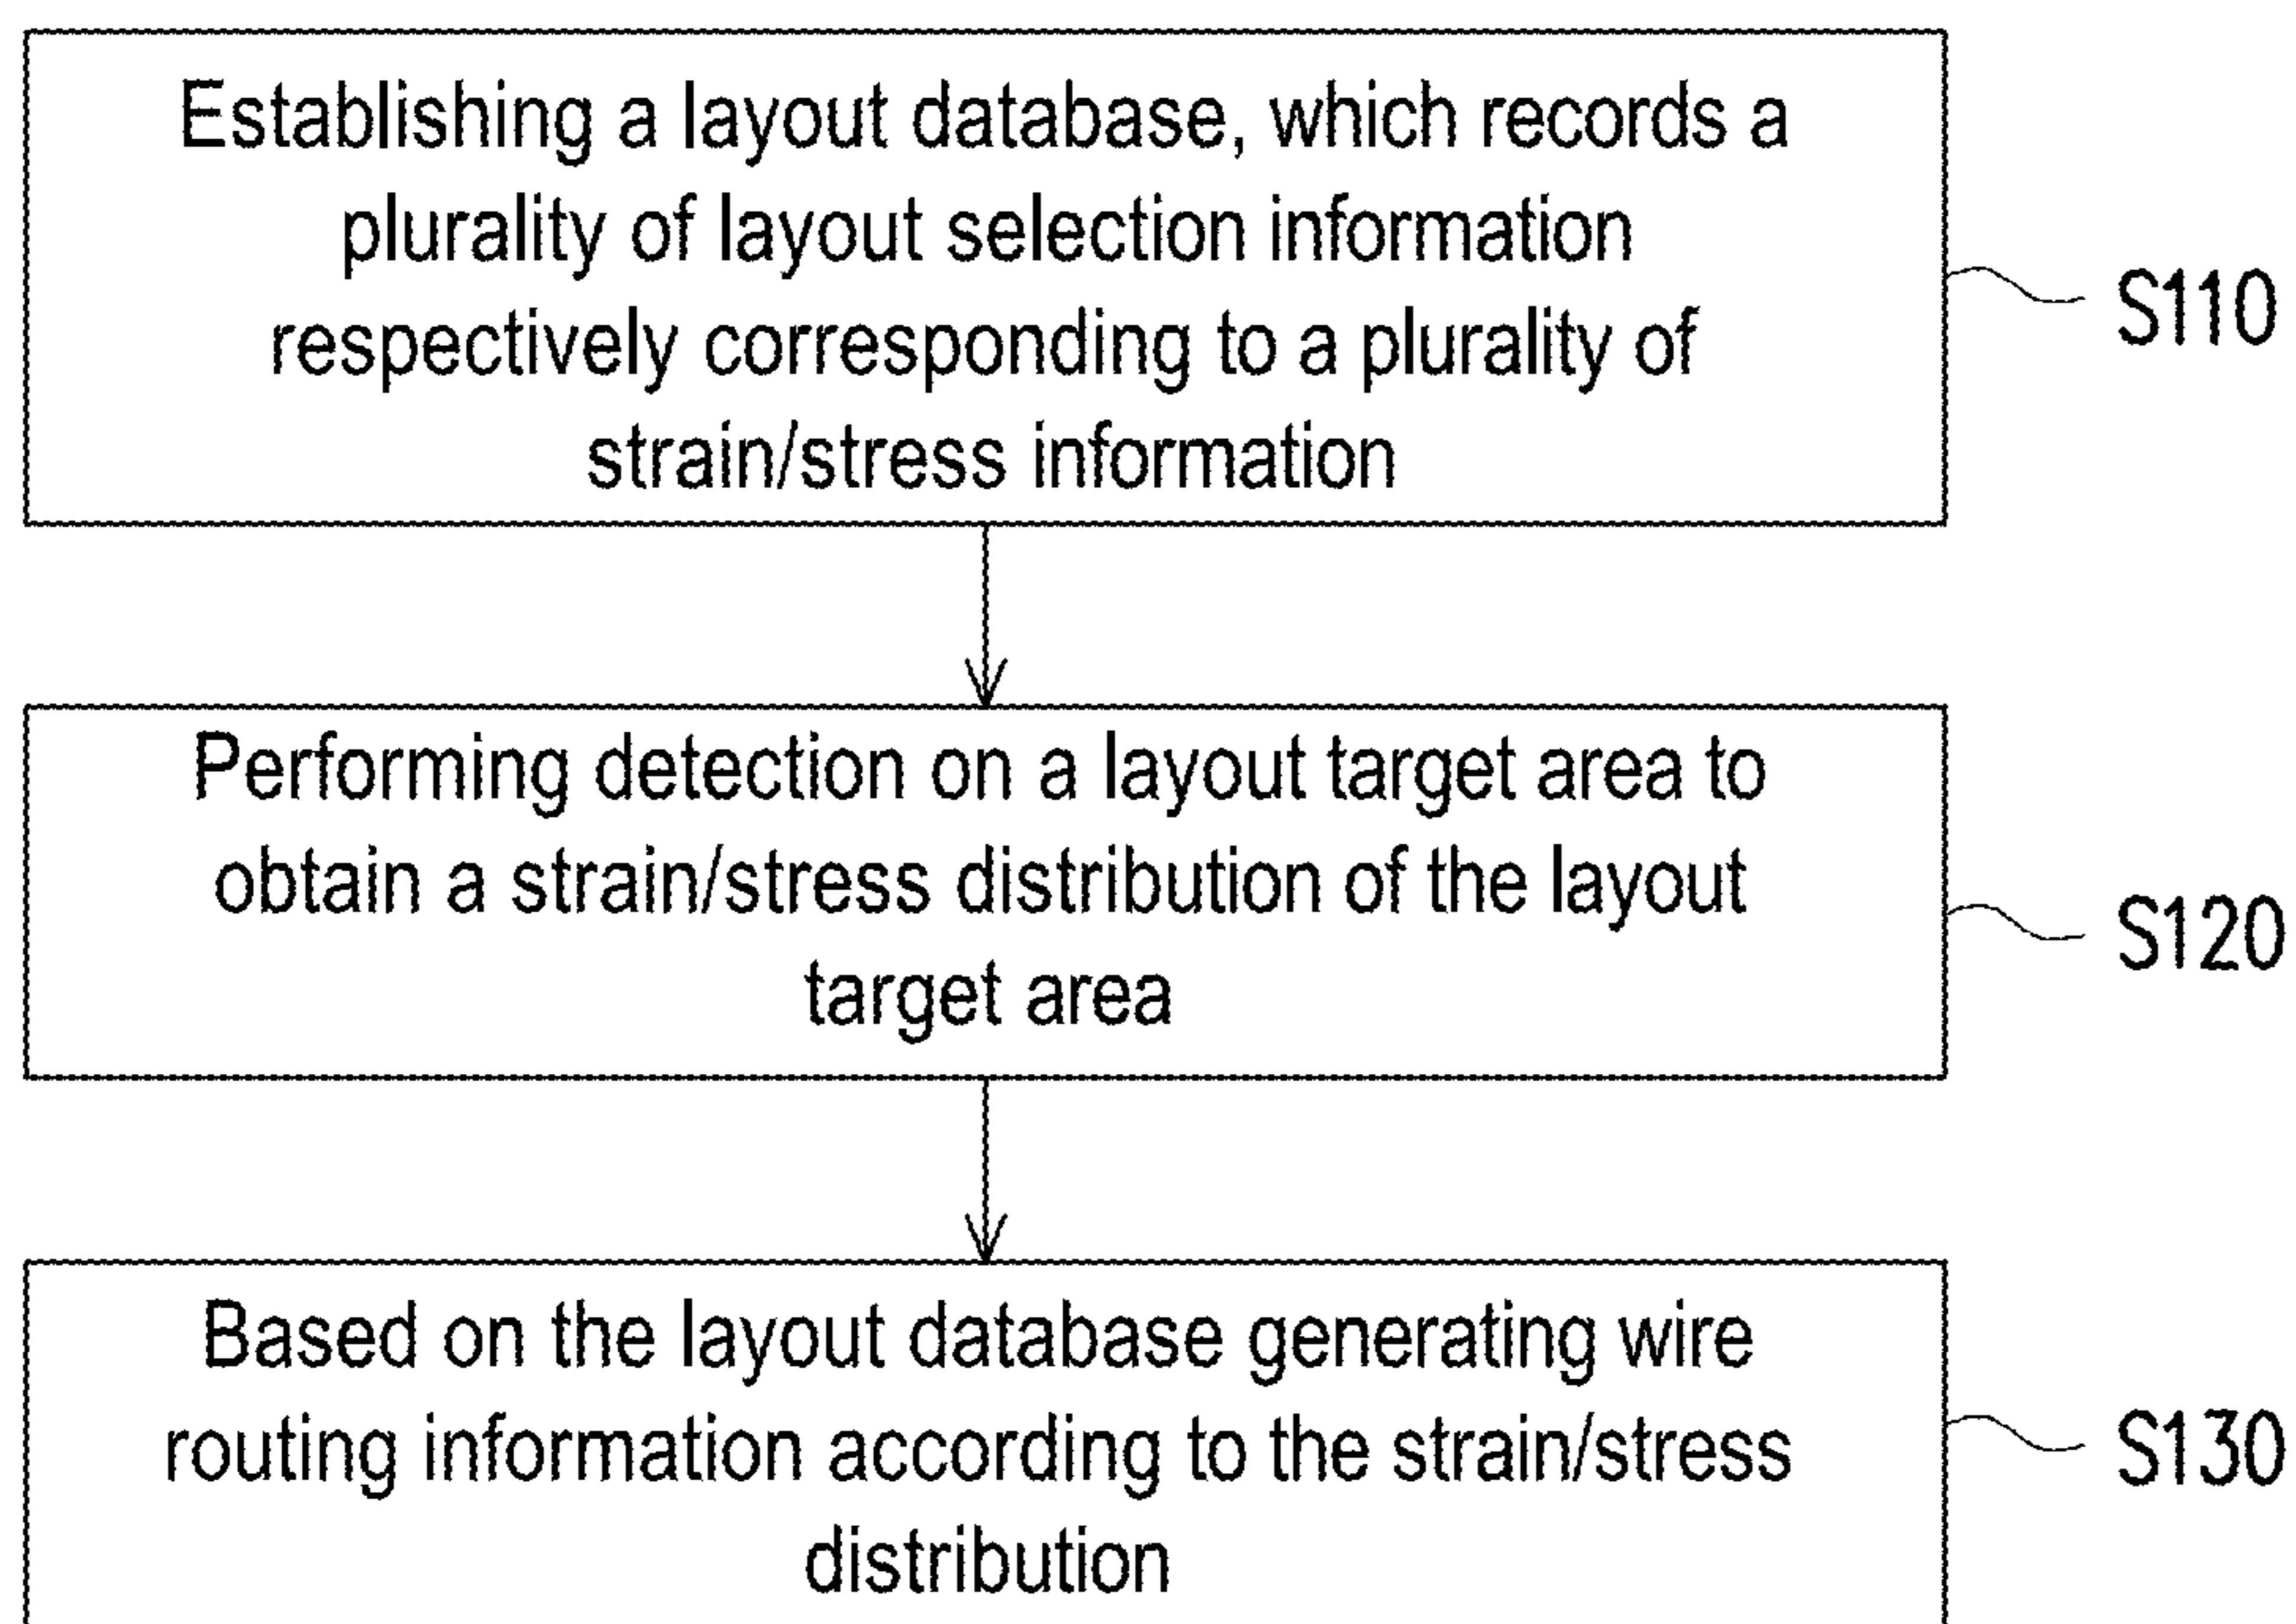 Establishing a layout database, which records a
plurality of layout selection information
respectively corresponding to a plurality of
strain/stress information
S110
Performing detection on a layout target area to
obtain a strain/stress distribution of the layout
target area
S120
Based on the layout database generating wire
routing information according to the strain/stress
distribution
S130